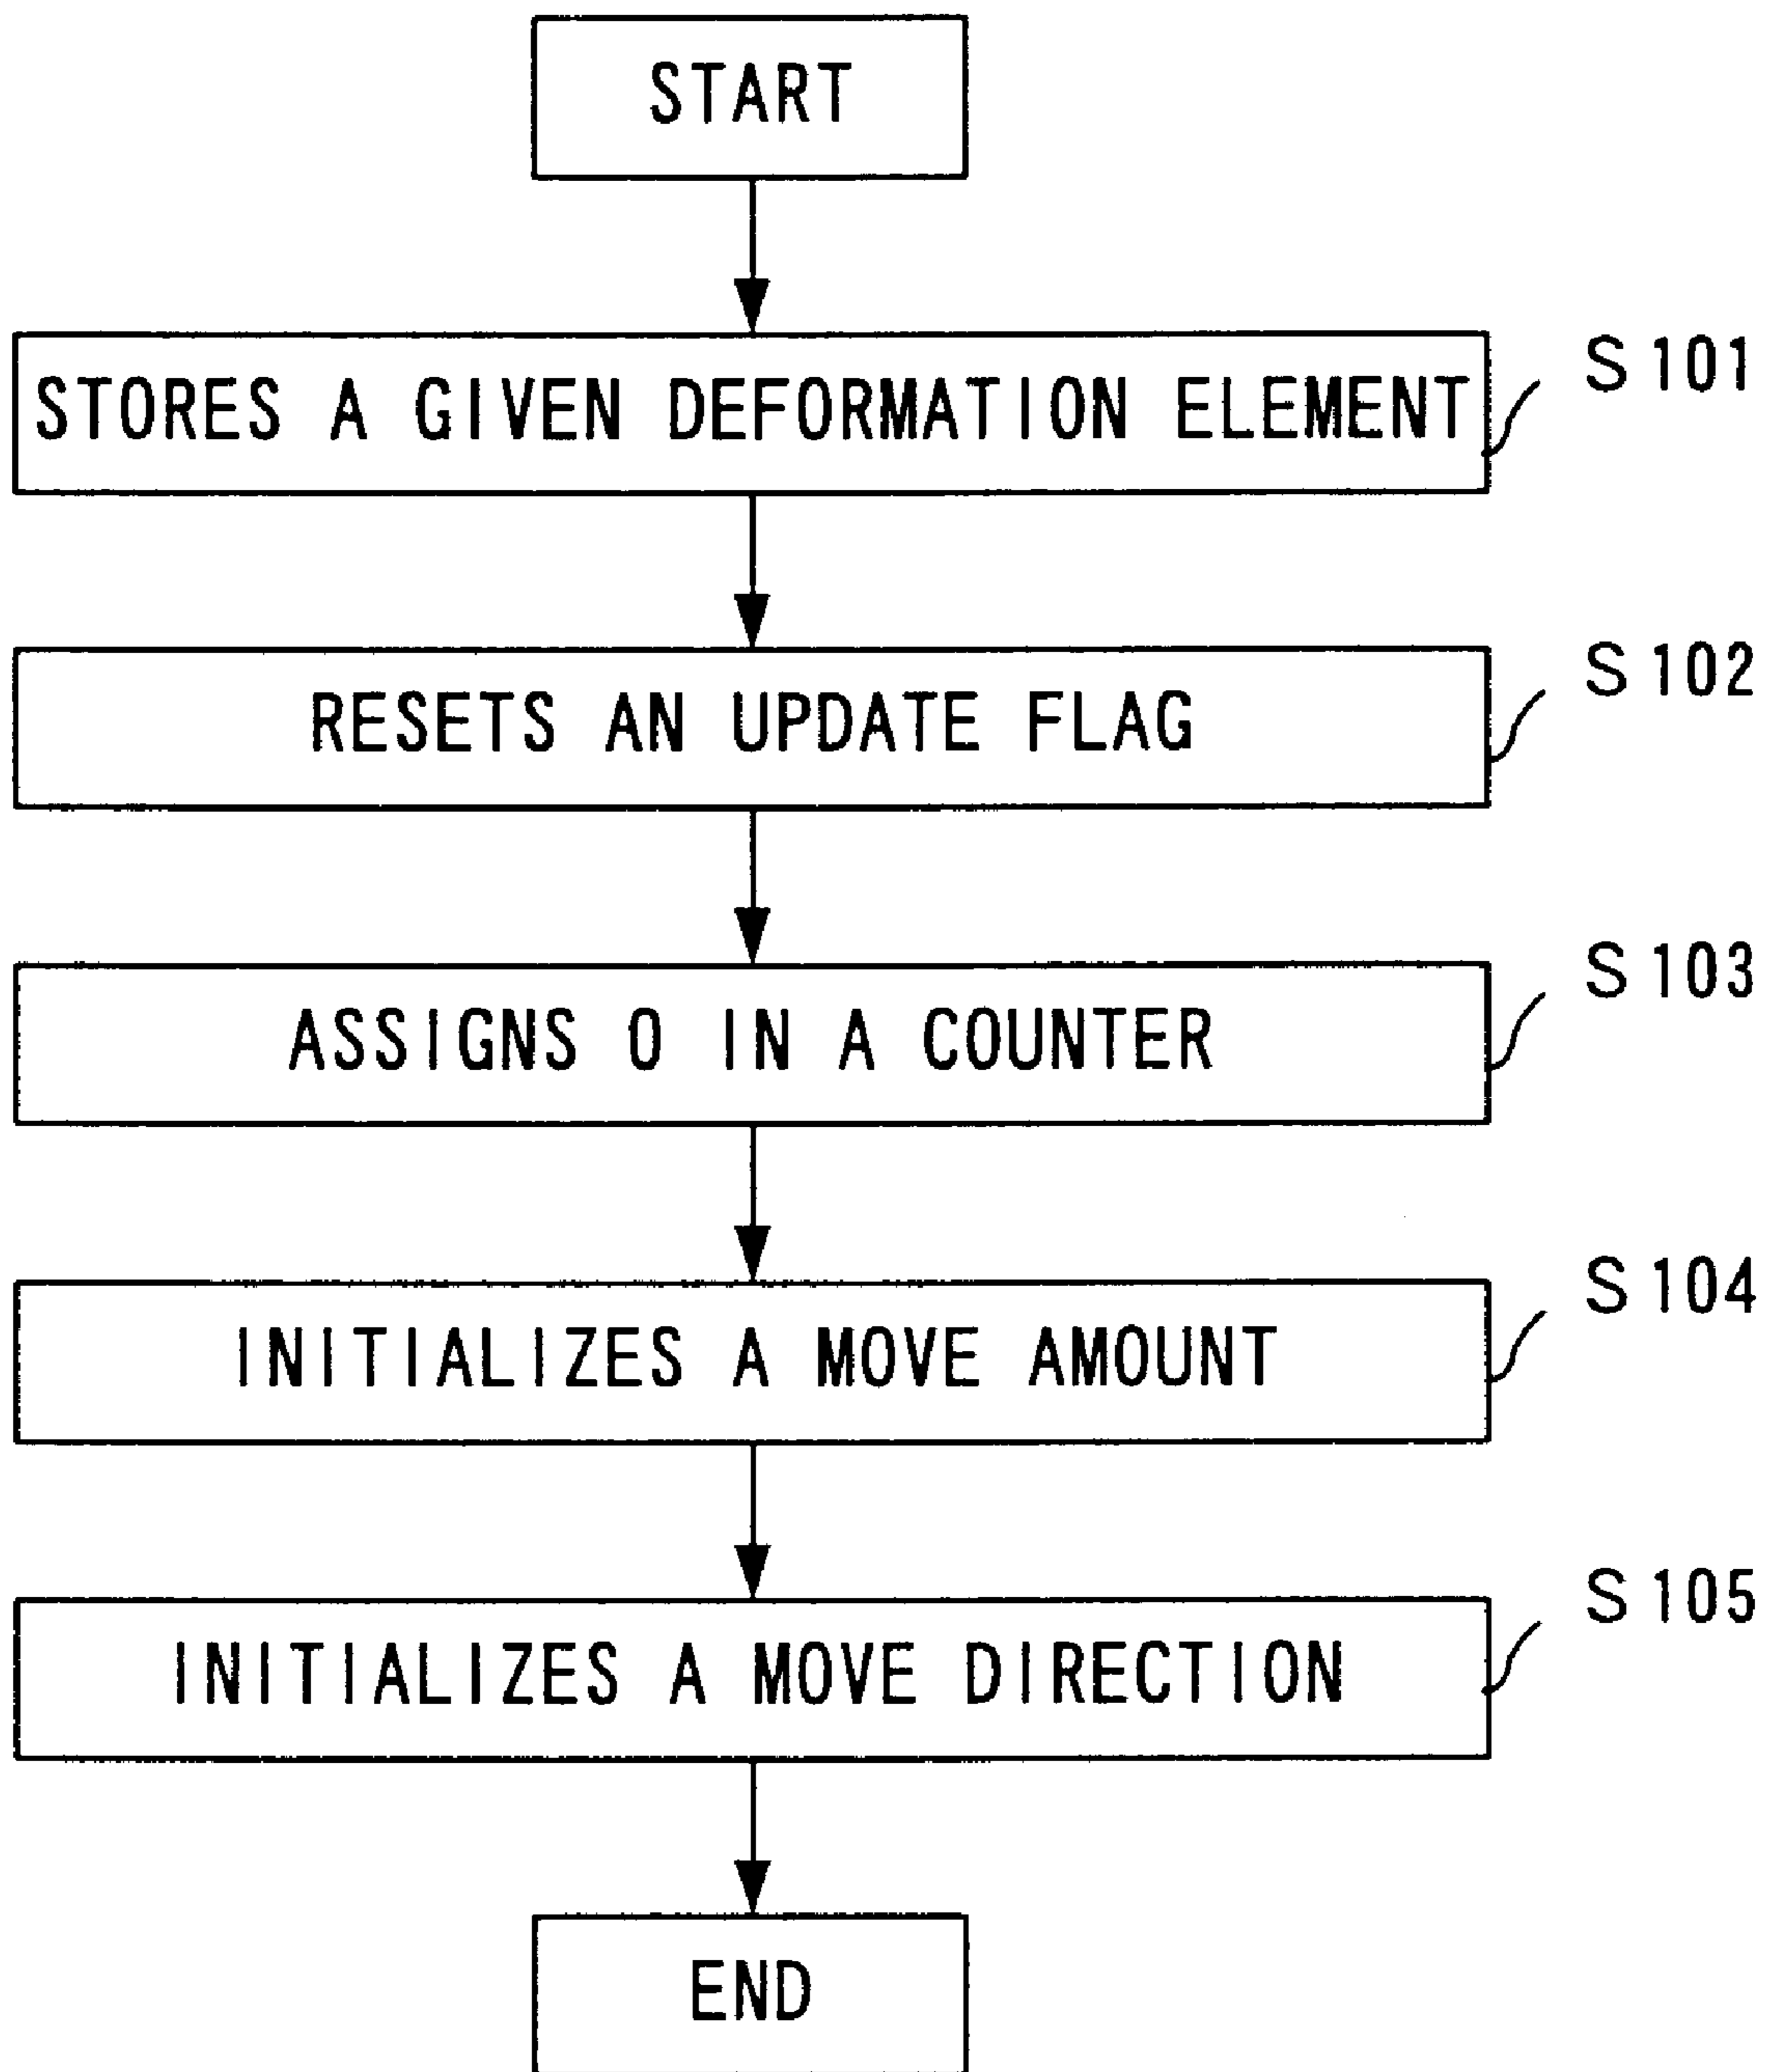 START
STORES A GIVEN DEFORMATION ELEMENT
S101
RESETS AN UPDATE FLAG
S102
ASSIGNS 0 IN A COUNTER
S103
INITIALIZES A MOVE AMOUNT
S104
INITIALIZES A MOVE DIRECTION
S105
END